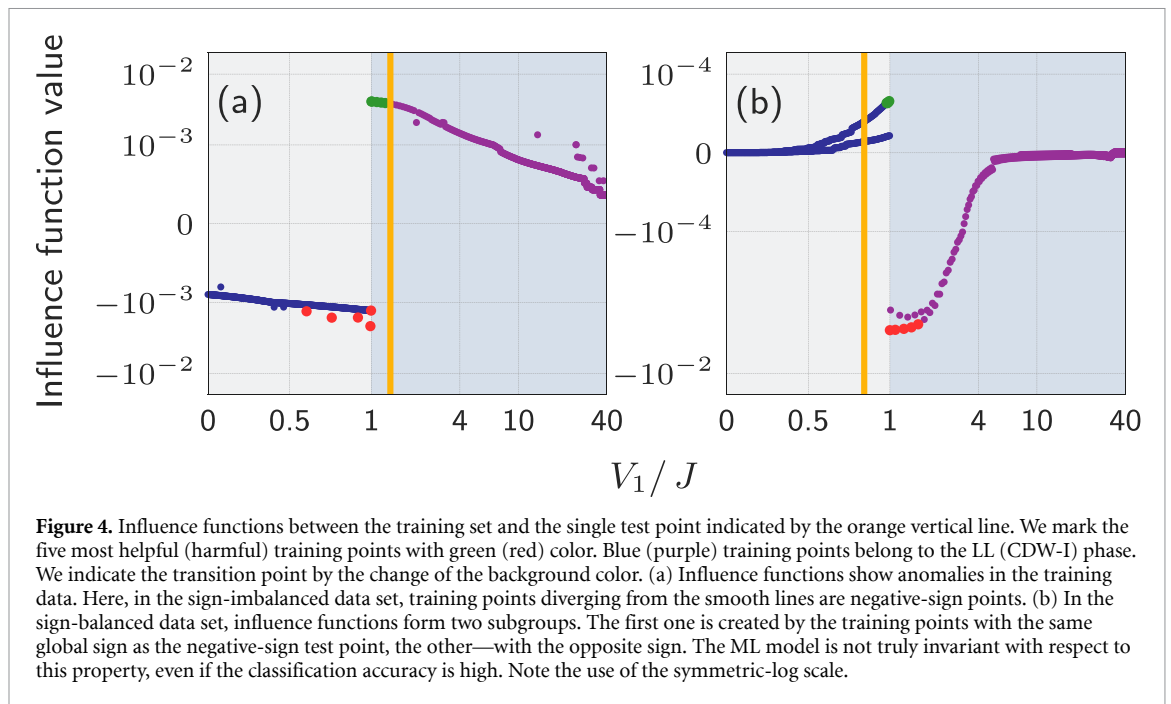 Influence function value
(a)
10⁻²
10⁻³
0
−10⁻³
−10⁻²
0 0.5 1 4 10 40
(b)
10⁻⁴
0
−10⁻⁴
−10⁻²
0 0.5 1 4 10 40
V₁/ J
Figure 4. Influence functions between the training set and the single test point indicated by the orange vertical line. We mark the
five most helpful (harmful) training points with green (red) color. Blue (purple) training points belong to the LL (CDW-I) phase.
We indicate the transition point by the change of the background color. (a) Influence functions show anomalies in the training
data. Here, in the sign-imbalanced data set, training points diverging from the smooth lines are negative-sign points. (b) In the
sign-balanced data set, influence functions form two subgroups. The first one is created by the training points with the same
global sign as the negative-sign test point, the other—with the opposite sign. The ML model is not truly invariant with respect to
this property, even if the classification accuracy is high. Note the use of the symmetric-log scale.